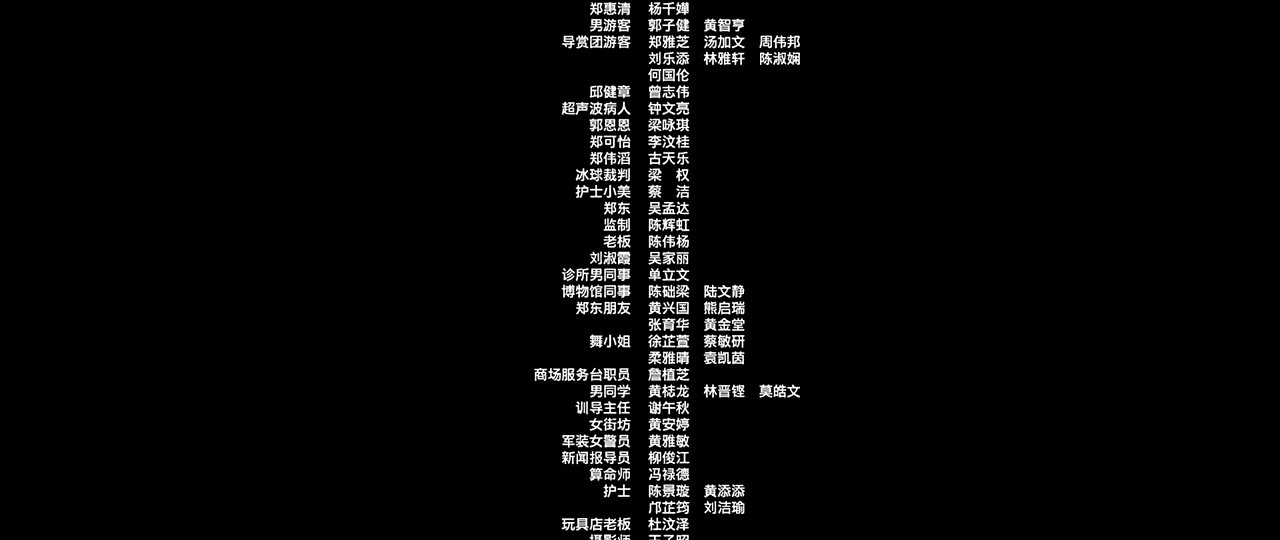 郑惠清 杨千嬅
男游客 郭子健 黄智亨
导赏团游客 郑雅芝 汤加文 周伟邦
刘乐添 林雅轩 陈淑娴
何国伦
邱健章 曾志伟
超声波病人 钟文亮
郭恩恩 梁咏琪
郑可怡 李汶桂
郑伟滔 古天乐
冰球裁判 梁 权
护士小美 蔡 洁
郑东 吴孟达
监制 陈辉虹
老板 陈伟杨
刘淑霞 吴家丽
诊所男同事 单立文
博物馆同事 陈础梁 陆文静
郑东朋友 黄兴国 熊启瑞
张育华 黄金堂
舞小姐 徐芷萱 蔡敏研
柔雅晴 袁凯茵
商场服务台职员 詹植芝
男同学 黄梽龙 林晋铿 莫皓文
训导主任 谢午秋
女街坊 黄安婷
军装女警员 黄雅敏
新闻报导员 柳俊江
算命师 冯禄德
护士 陈景璇 黄添添
邝芷筠 刘洁瑜
玩具店老板 杜汶泽
摄影师 王子昭